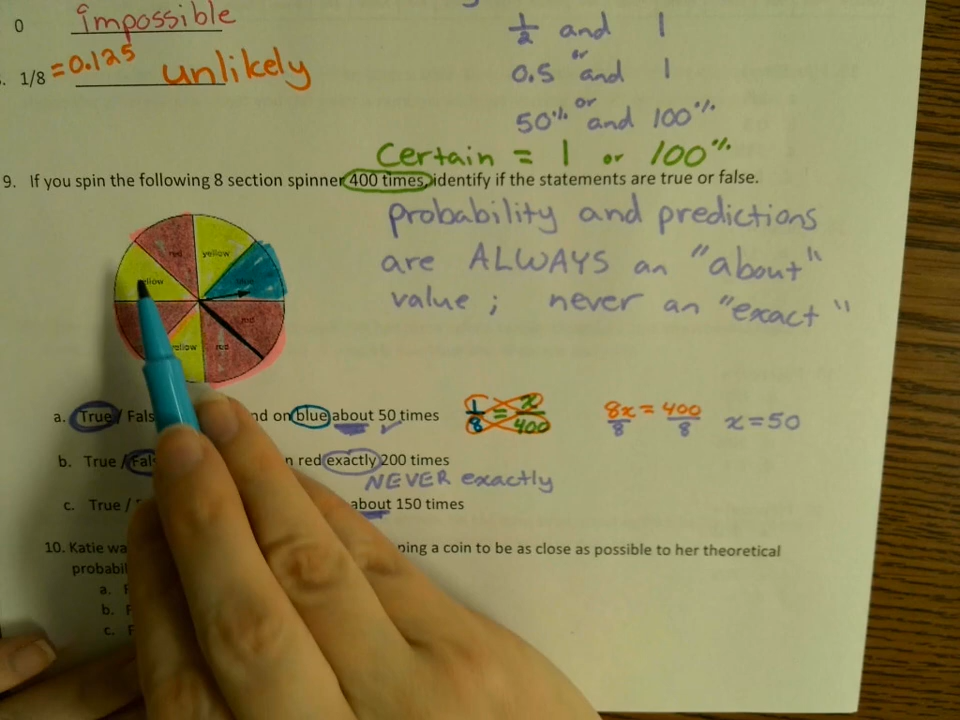 0 impossible
1/8 = 0.125 unlikely
1/2 and 1
or
0.5 and 1
or
50% and 100%
Certain = 1 or 100%
9. If you spin the following 8 section spinner 400 times, identify if the statements are true or false.
probability and predictions
are ALWAYS an "about"
value; never an "exact"
red yellow
yellow
red
yellow red
a. True / Fals nd on blue about 50 times 1/8 = x/400 8x/8 = 400/8 x = 50
b. True / Fal n red exactly 200 times
NEVER exactly
c. True / about 150 times
10. Katie wa ping a coin to be as close as possible to her theoretical
probabil
a.
b.
c.